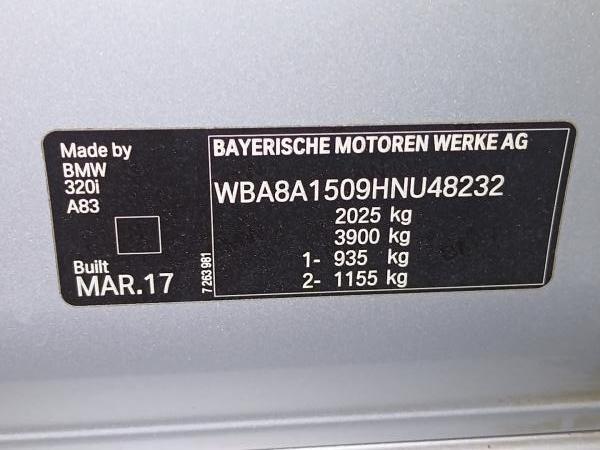 Made by
BMW
320i
A83
Built
MAR.17
7 263 981
BAYERISCHE MOTOREN WERKE AG
WBA8A1509HNU48232
2025 kg
3900 kg
1- 935 kg
2- 1155 kg